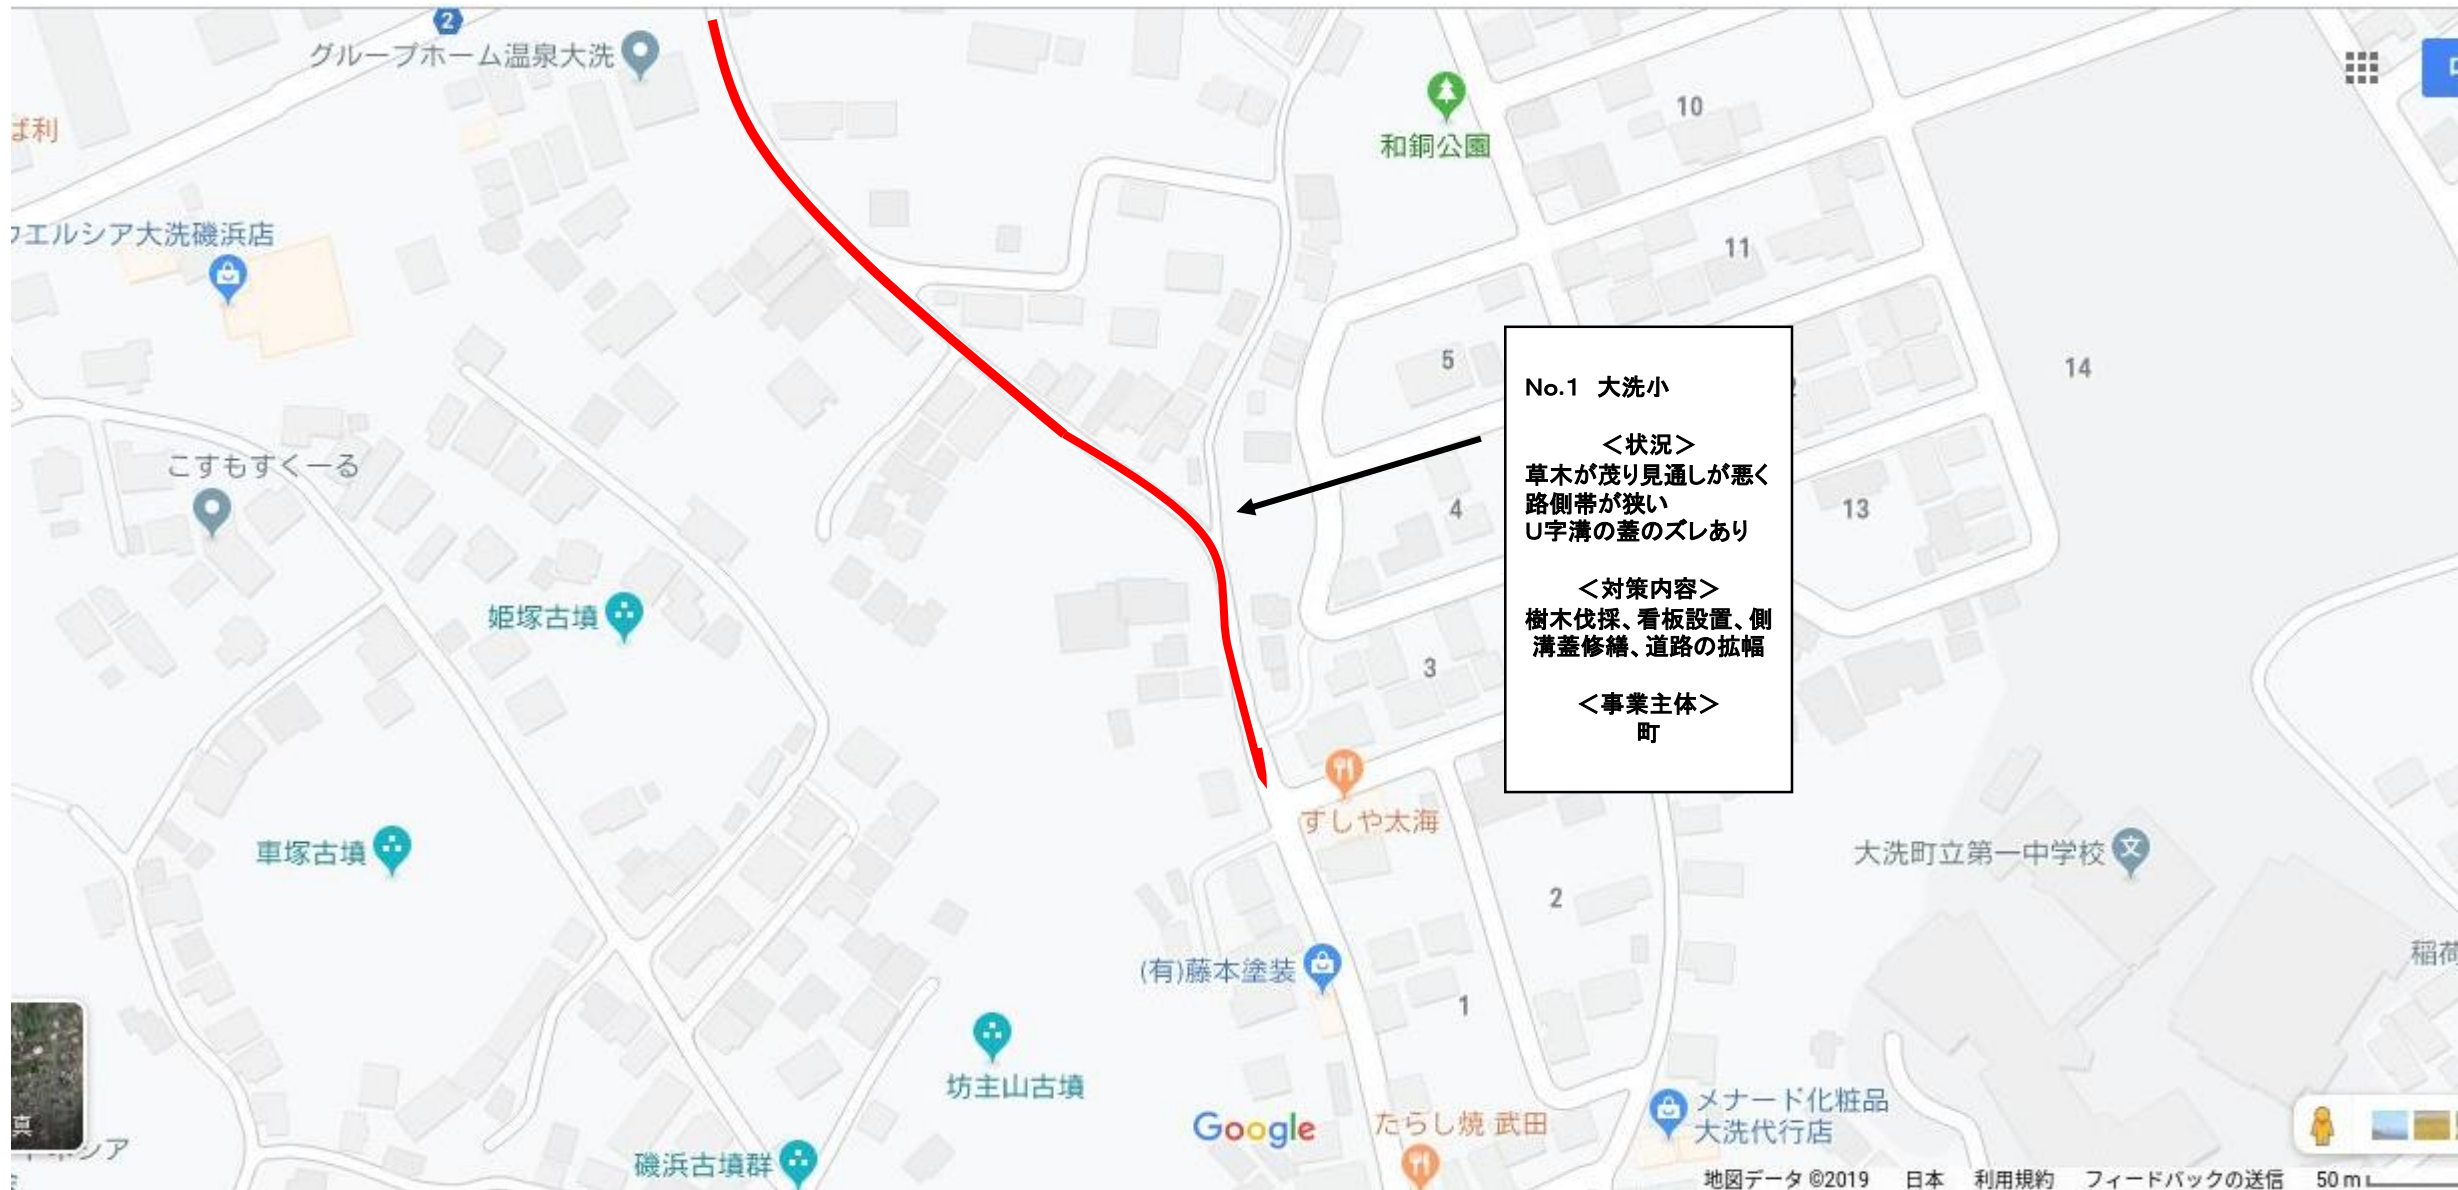 2
グループホーム温泉大洗
ば利
ウエルシア大洗磯浜店
和銅公園
10
11
5
14
No.1 大洗小
＜状況＞
草木が茂り見通しが悪く
路側帯が狭い
U字溝の蓋のズレあり
＜対策内容＞
樹木伐採、看板設置、側
溝蓋修繕、道路の拡幅
＜事業主体＞
町
こすもすくーる
4
13
姫塚古墳
3
すしや太海
車塚古墳
大洗町立第一中学校
2
稲荷
(有)藤本塗装
1
坊主山古墳
メナード化粧品
大洗代行店
Google
たらし焼 武田
真
シア
磯浜古墳群
地図データ ©2019 日本 利用規約 フィードバックの送信 50 m